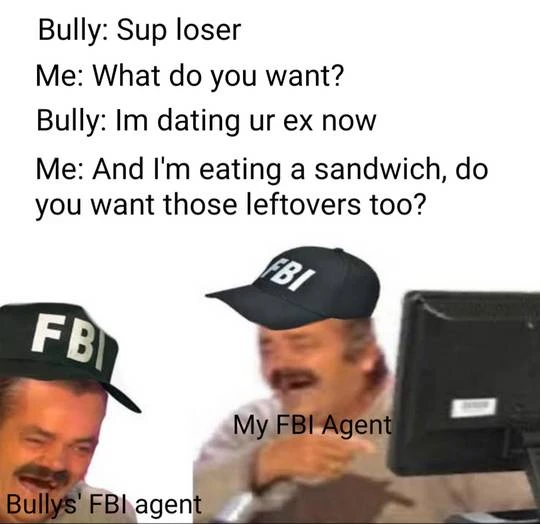 Bully: Sup loser
Me: What do you want?
Bully: Im dating ur ex now
Me: And I'm eating a sandwich, do
you want those leftovers too?
FBI
FBI
My FBI Agent
Bullys' FBI agent